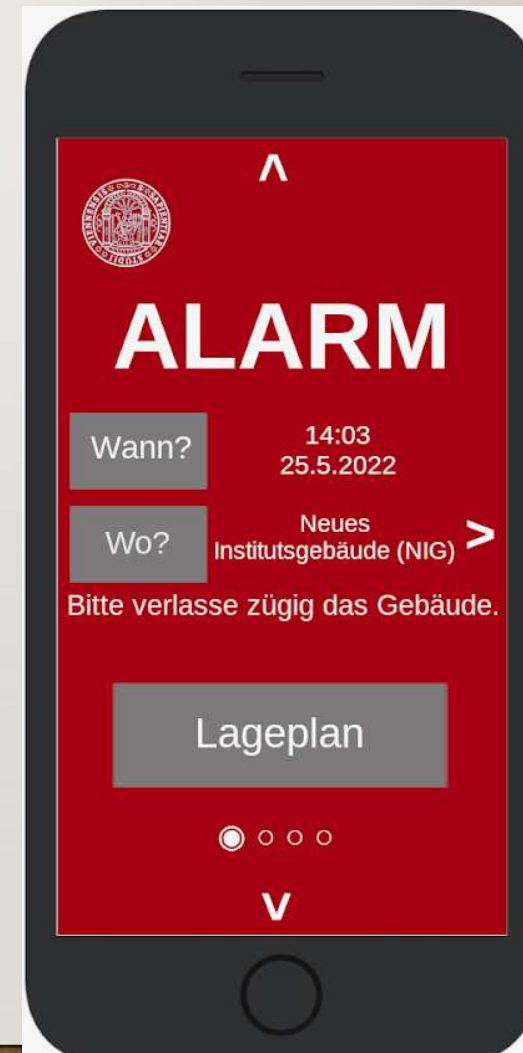 ^
ALARM
Wann?
14:03
25.5.2022
Wo?
Neues
Institutsgebäude (NIG)
>
Bitte verlasse zügig das Gebäude.
Lageplan
v